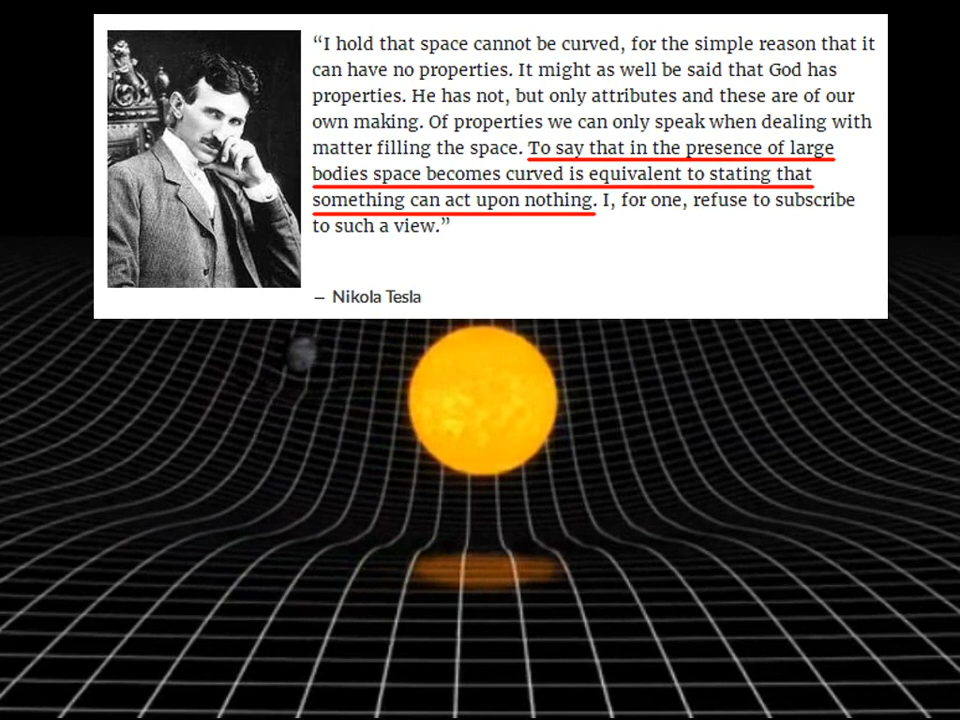 “I hold that space cannot be curved, for the simple reason that it
can have no properties. It might as well be said that God has
properties. He has not, but only attributes and these are of our
own making. Of properties we can only speak when dealing with
matter filling the space. To say that in the presence of large
bodies space becomes curved is equivalent to stating that
something can act upon nothing. I, for one, refuse to subscribe
to such a view.”
– Nikola Tesla